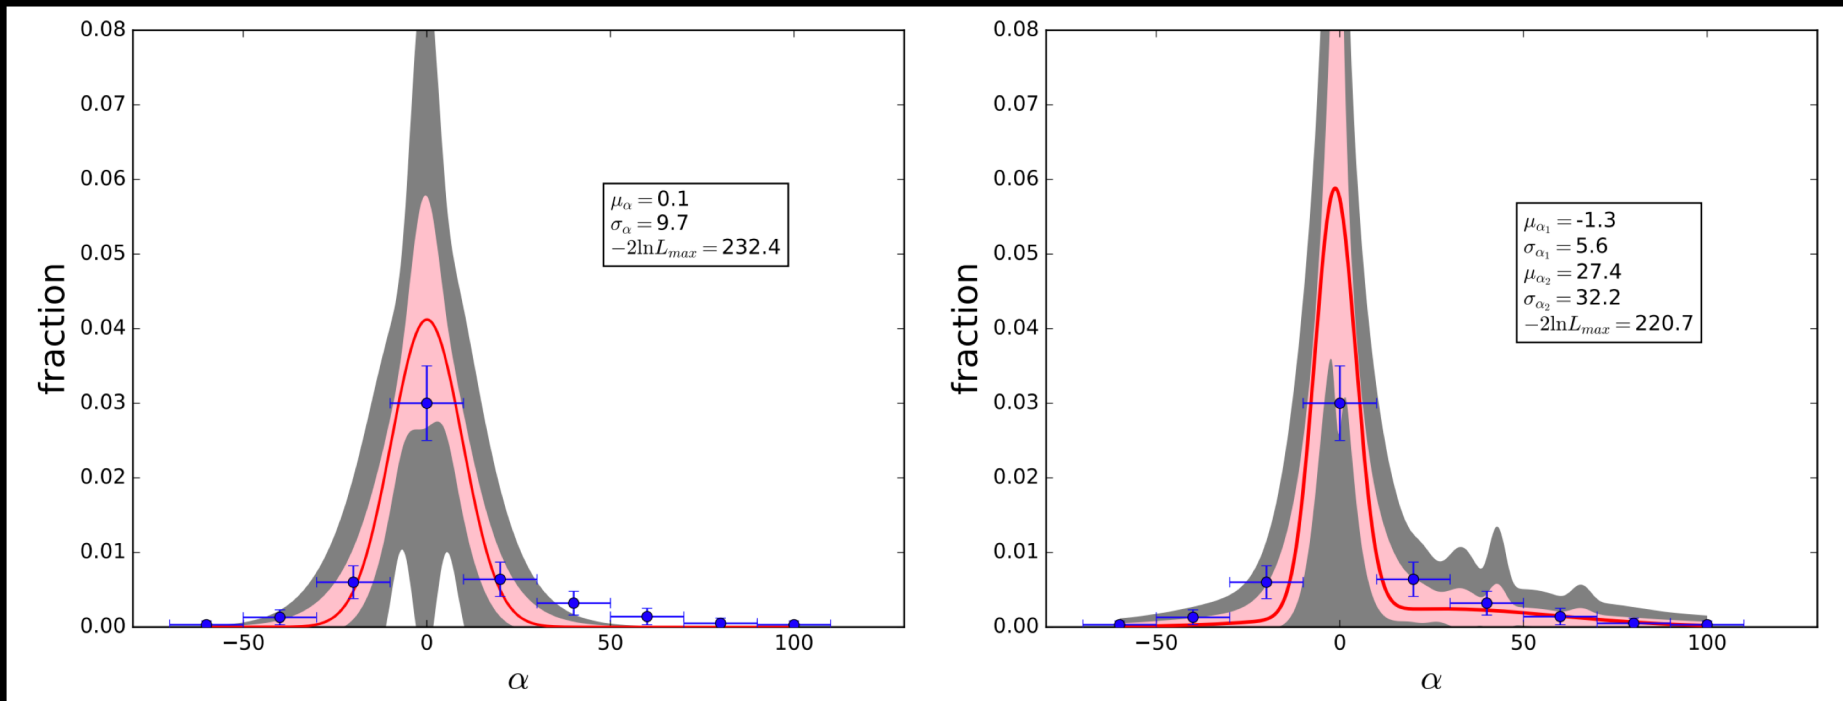 0.08
0.07
0.06
0.05
0.04
0.03
0.02
0.01
0.00
−50
0
50
100
fraction
α
μα = 0.1
σα = 9.7
−2lnLmax = 232.4
0.08
0.07
0.06
0.05
0.04
0.03
0.02
0.01
0.00
−50
0
50
100
fraction
α
μα₁ = -1.3
σα₁ = 5.6
μα₂ = 27.4
σα₂ = 32.2
−2lnLmax = 220.7